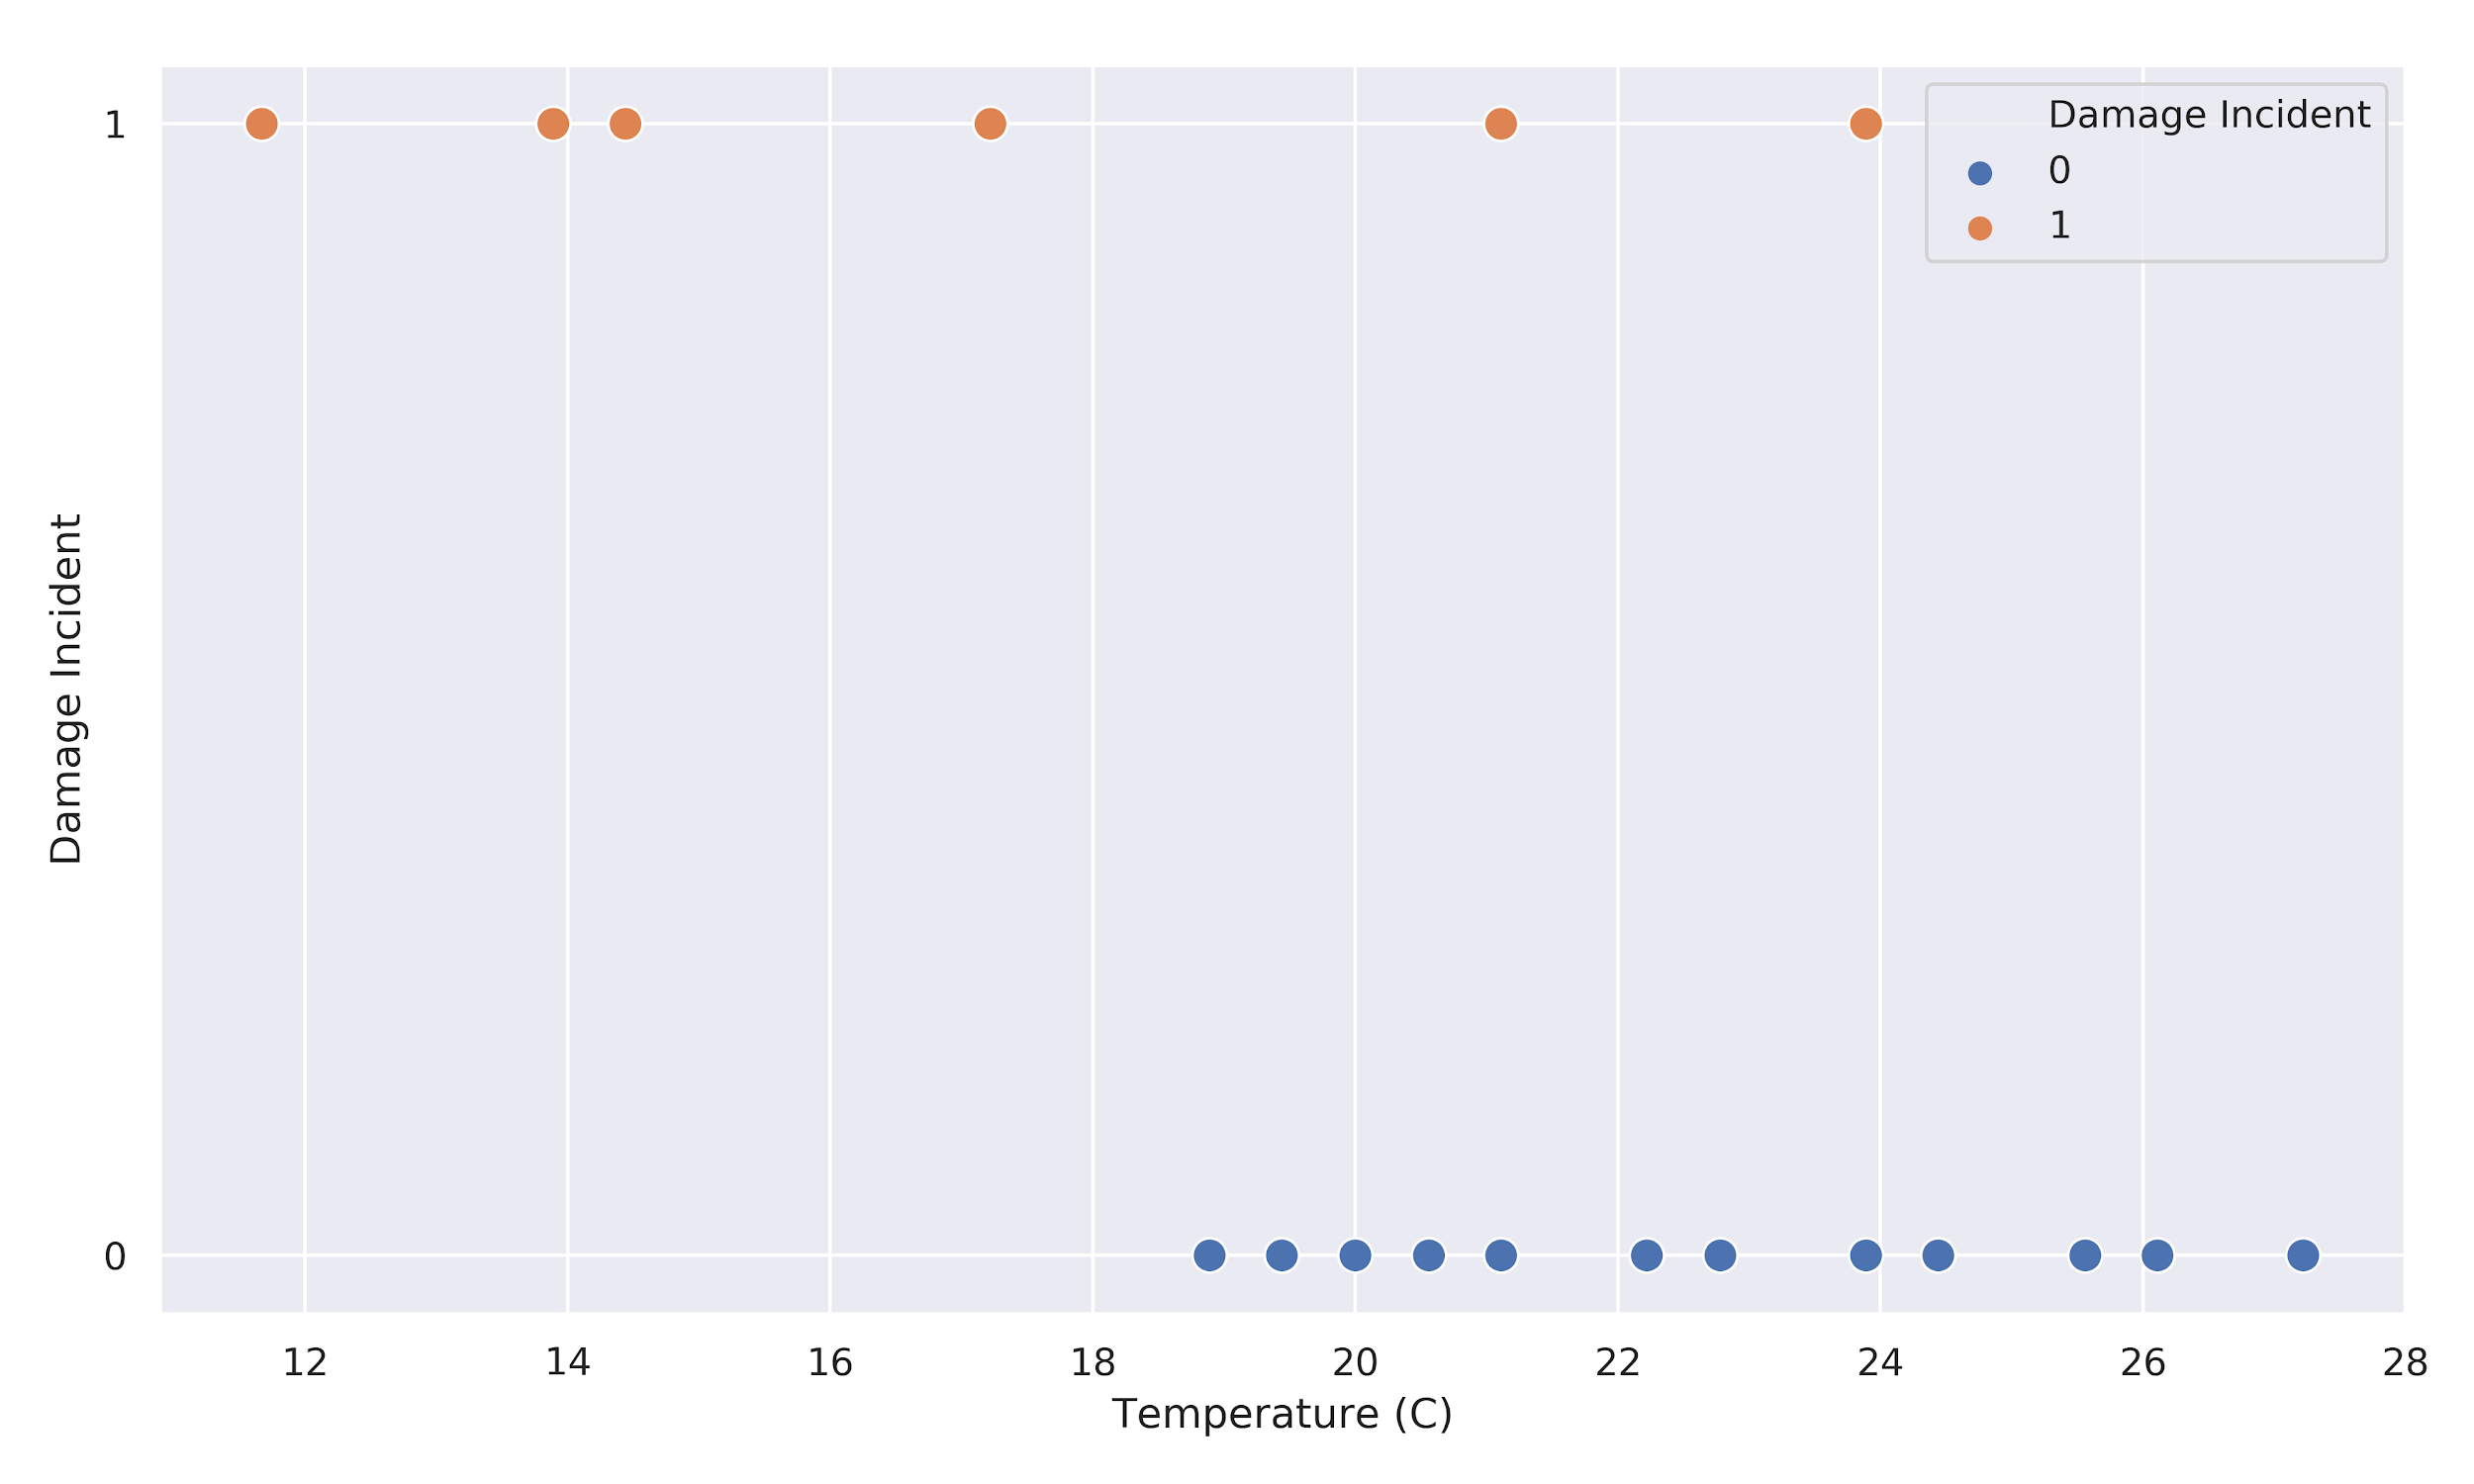 1
Damage Incident
0
1
Damage Incident
0
12 14 16 18 20 22 24 26 28
Temperature (C)